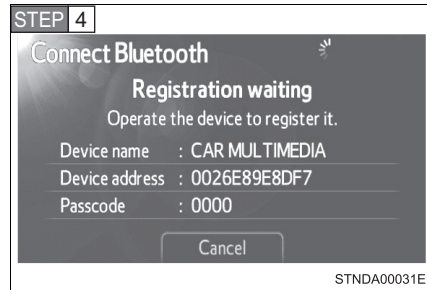 STEP 4
Connect Bluetooth
Registration waiting
Operate the device to register it.
Device name : CAR MULTIMEDIA
Device address : 0026E89E8DF7
Passcode : 0000
Cancel
STNDA00031E